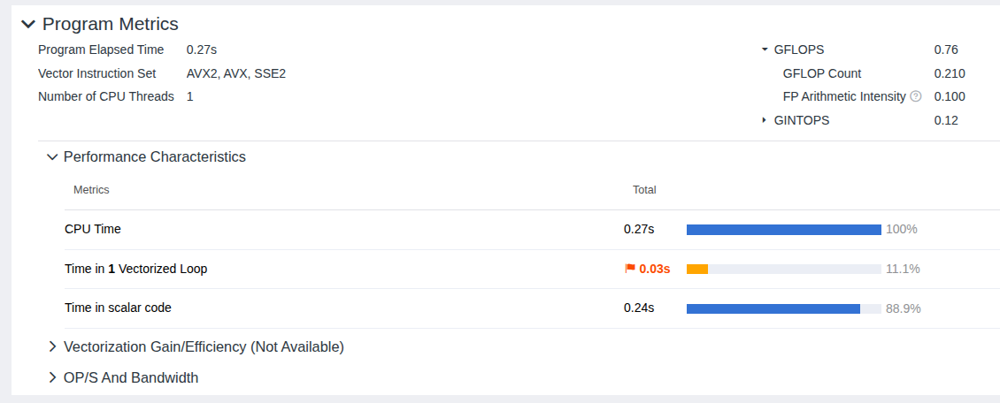 Program Metrics
Program Elapsed Time 0.27s
Vector Instruction Set AVX2, AVX, SSE2
Number of CPU Threads 1
GFLOPS 0.76
GFLOP Count 0.210
FP Arithmetic Intensity ? 0.100
GINTOPS 0.12
Performance Characteristics
Metrics Total
CPU Time 0.27s 100%
Time in 1 Vectorized Loop 0.03s 11.1%
Time in scalar code 0.24s 88.9%
Vectorization Gain/Efficiency (Not Available)
OP/S And Bandwidth